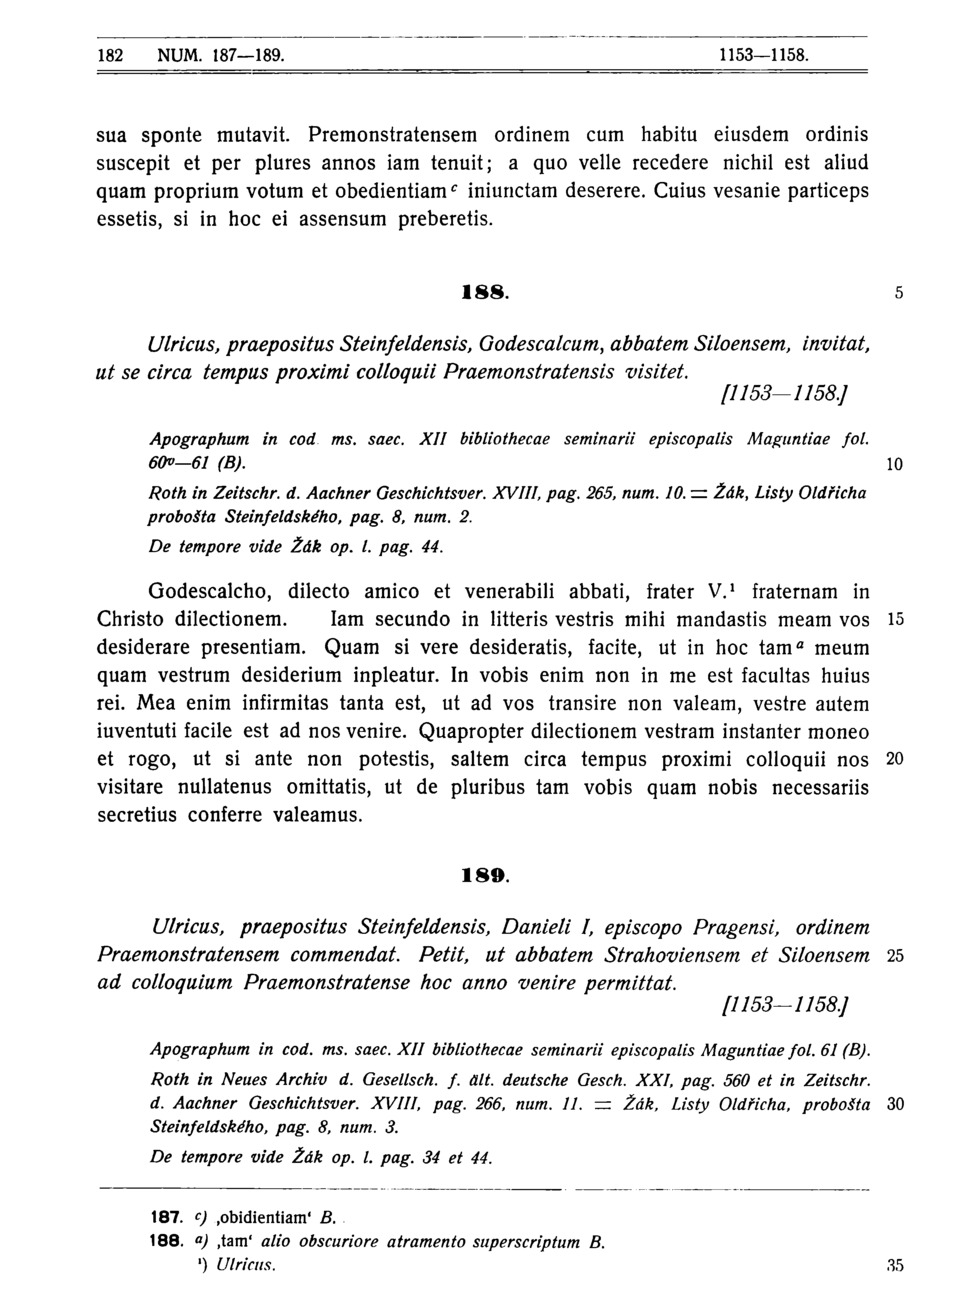 182 NUM. 187—189. 1153—1158.
sua sponte mutavit. Premonstratensem ordinem cum habitu eiusdem ordinis
suscepit et per plures annos iam tenuit; a quo velle recedere nichil est aliud
quam proprium votum et obedientiam c iniunctam deserere. Cuius vesanie particeps
essetis, si in hoc ei assensum preberetis.
188. 5
Ulricus, praepositus Steinfeldensis, Godescalcum, abbatem Siloensem, invitat,
ut se circa tempus proximi colloquii Praemonstratensis visitet.
[1153—1158.]
Apographum in cod. ms. saec. XII bibliothecae seminarii episcopalis Maguntiae fol.
60v—61 (B). 10
Roth in Zeitschr. d. Aachner Geschichtsver. XVIII, pag. 265, num. 10. = Žák, Listy Oldřicha
probošta Steinfeldského, pag. 8, num. 2.
De tempore vide Žák op. l. pag. 44.
Godescalcho, dilecto amico et venerabili abbati, frater V.¹ fraternam in
Christo dilectionem. Iam secundo in litteris vestris mihi mandastis meam vos 15
desiderare presentiam. Quam si vere desideratis, facite, ut in hoc tam a meum
quam vestrum desiderium inpleatur. In vobis enim non in me est facultas huius
rei. Mea enim infirmitas tanta est, ut ad vos transire non valeam, vestre autem
iuventuti facile est ad nos venire. Quapropter dilectionem vestram instanter moneo
et rogo, ut si ante non potestis, saltem circa tempus proximi colloquii nos 20
visitare nullatenus omittatis, ut de pluribus tam vobis quam nobis necessariis
secretius conferre valeamus.
189.
Ulricus, praepositus Steinfeldensis, Danieli I, episcopo Pragensi, ordinem
Praemonstratensem commendat. Petit, ut abbatem Strahoviensem et Siloensem 25
ad colloquium Praemonstratense hoc anno venire permittat.
[1153—1158.]
Apographum in cod. ms. saec. XII bibliothecae seminarii episcopalis Maguntiae fol. 61 (B).
Roth in Neues Archiv d. Gesellsch. f. ält. deutsche Gesch. XXI, pag. 560 et in Zeitschr.
d. Aachner Geschichtsver. XVIII, pag. 266, num. 11. = Žák, Listy Oldřicha, probošta 30
Steinfeldského, pag. 8, num. 3.
De tempore vide Žák op. l. pag. 34 et 44.
187. c) ‚obidientiam‘ B.
188. a) ‚tam‘ alio obscuriore atramento superscriptum B.
¹) Ulricus. 35